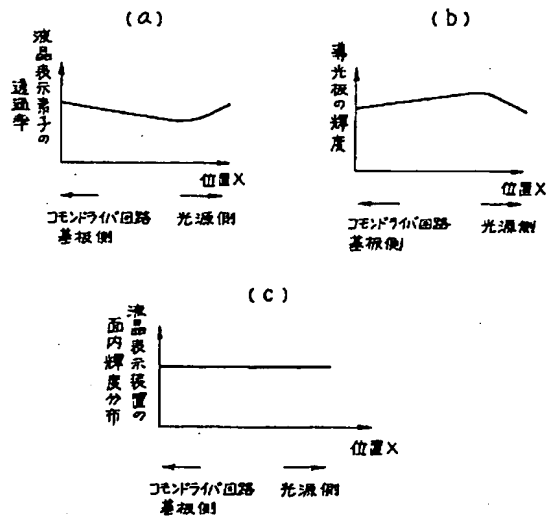 (a)
液晶表示素子の
透過率
位置X
コモンドライバ回路
基板側
光源側
(b)
導光板の輝度
位置X
コモンドライバ回路
基板側
光源側
(c)
液晶表示装置の
面内輝度分布
位置X
コモンドライバ回路
基板側
光源側